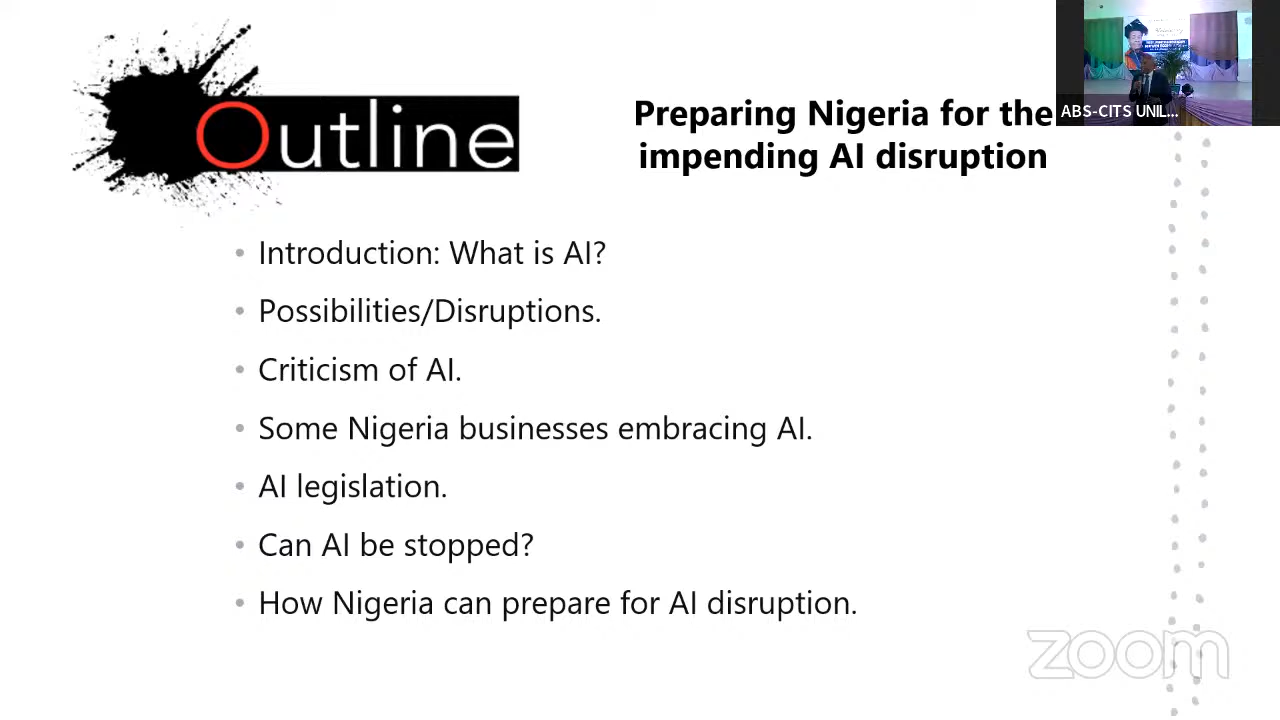 Outline
Preparing Nigeria for the
impending AI disruption
ABS-CITS UNIL...
• Introduction: What is AI?
• Possibilities/Disruptions.
• Criticism of AI.
• Some Nigeria businesses embracing AI.
• AI legislation.
• Can AI be stopped?
• How Nigeria can prepare for AI disruption.
zoom